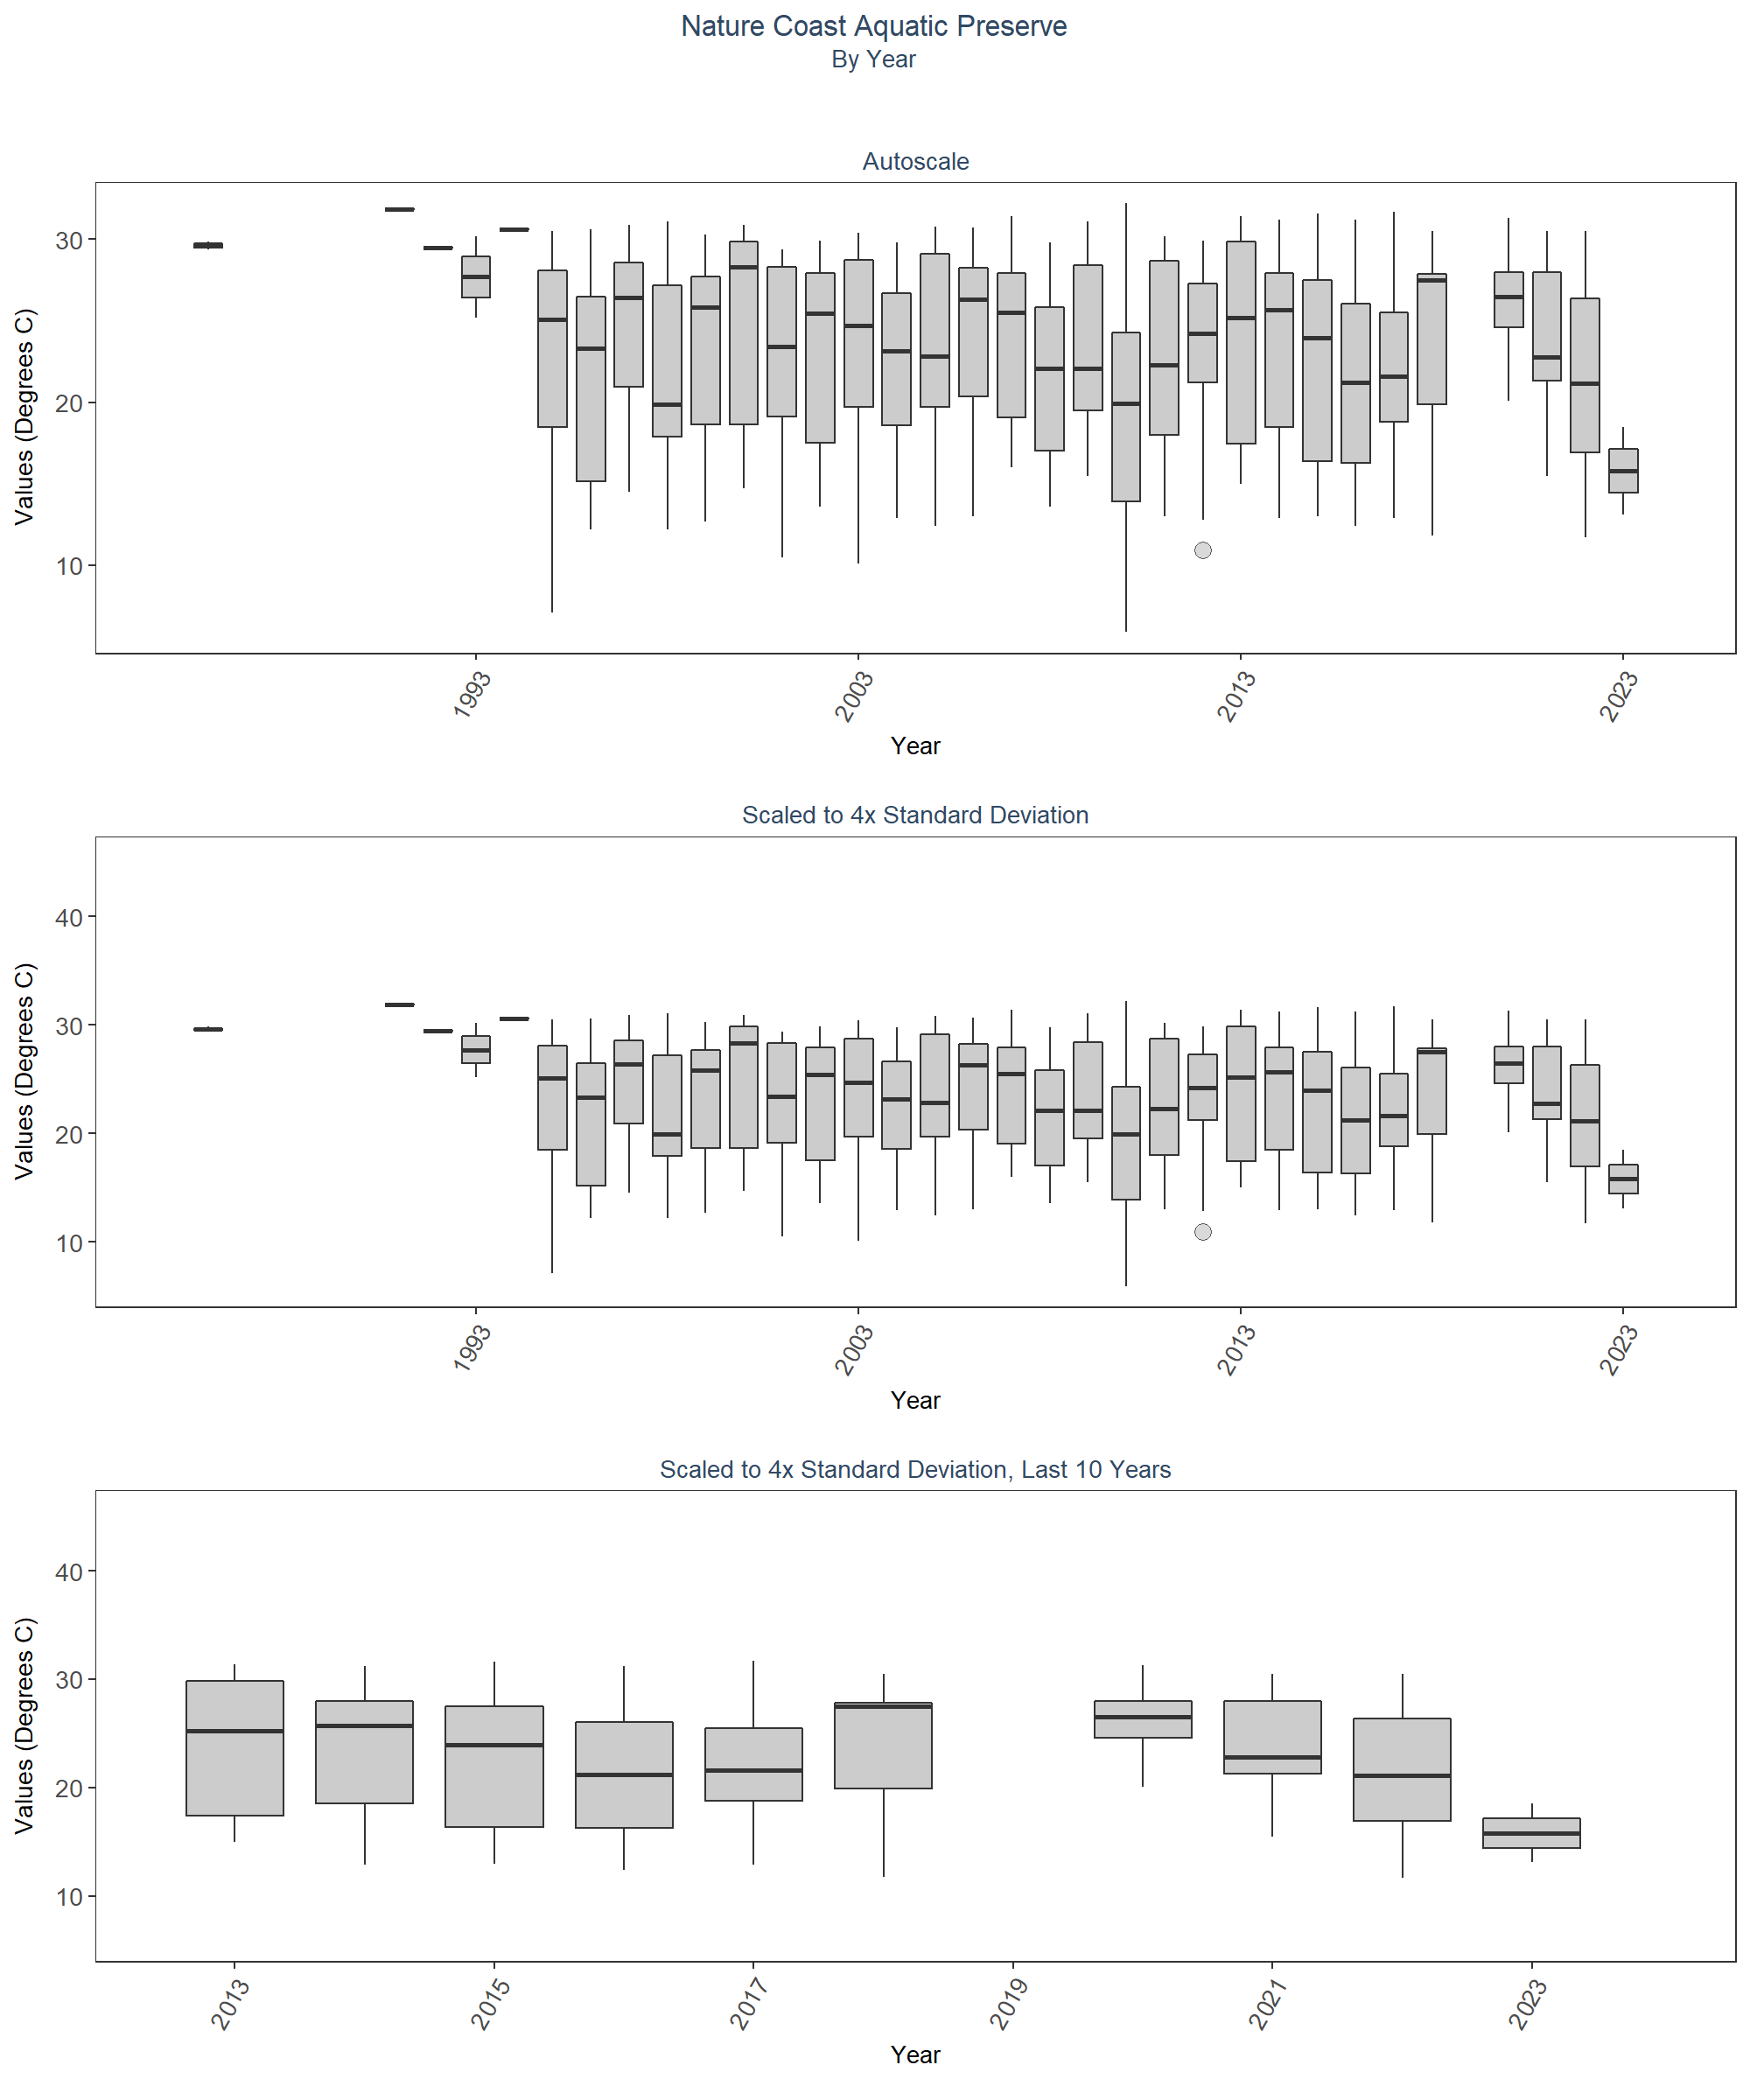 Nature Coast Aquatic Preserve
By Year
Autoscale
Values (Degrees C)
30
20
10
1993
2003
2013
2023
Year
Scaled to 4x Standard Deviation
Values (Degrees C)
40
30
20
10
1993
2003
2013
2023
Year
Scaled to 4x Standard Deviation, Last 10 Years
Values (Degrees C)
40
30
20
10
2013
2015
2017
2019
2021
2023
Year